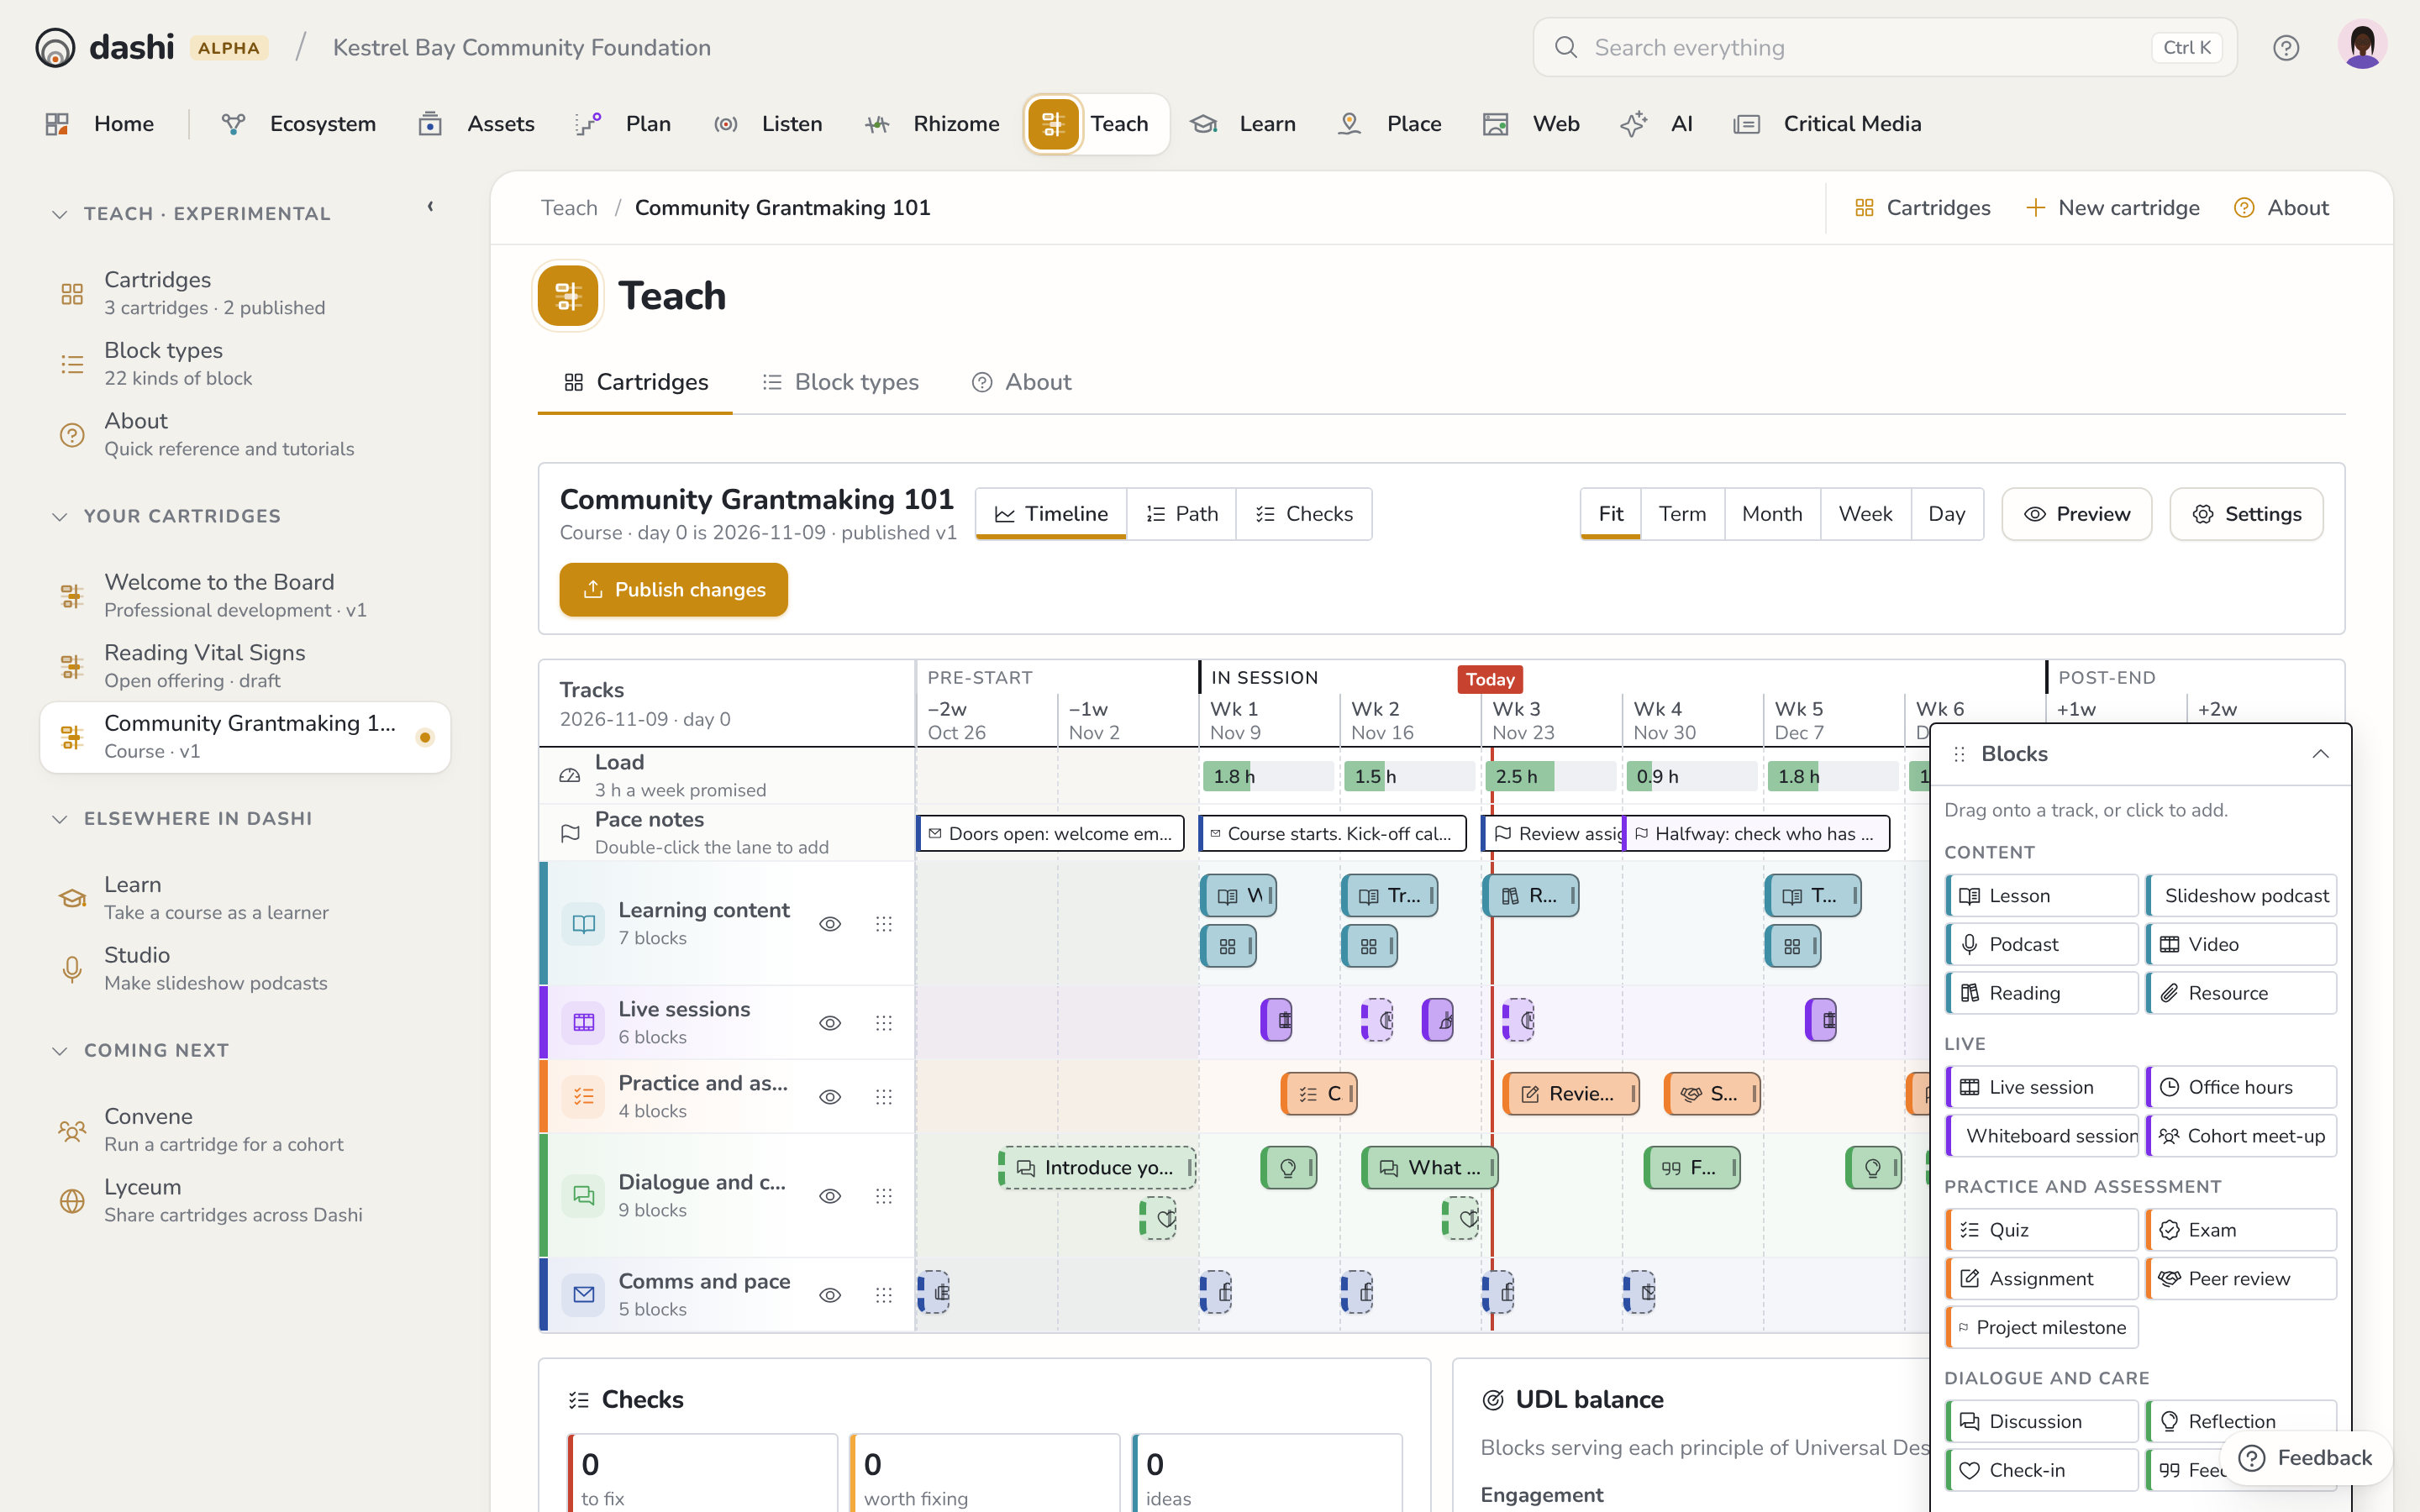 dashi ALPHA / Kestrel Bay Community Foundation
Search everything Ctrl K
Home Ecosystem Assets Plan Listen Rhizome Teach Learn Place Web AI Critical Media
TEACH · EXPERIMENTAL
Cartridges
3 cartridges · 2 published
Block types
22 kinds of block
About
Quick reference and tutorials
YOUR CARTRIDGES
Welcome to the Board
Professional development · v1
Reading Vital Signs
Open offering · draft
Community Grantmaking 1...
Course · v1
ELSEWHERE IN DASHI
Learn
Take a course as a learner
Studio
Make slideshow podcasts
COMING NEXT
Convene
Run a cartridge for a cohort
Lyceum
Share cartridges across Dashi
Teach / Community Grantmaking 101
Cartridges New cartridge About
Teach
Cartridges Block types About
Community Grantmaking 101
Course · day 0 is 2026-11-09 · published v1
Timeline Path Checks
Fit Term Month Week Day
Preview Settings
Publish changes
Tracks
2026-11-09 · day 0
PRE-START IN SESSION Today POST-END
−2w −1w Wk 1 Wk 2 Wk 3 Wk 4 Wk 5 Wk 6 +1w +2w
Oct 26 Nov 2 Nov 9 Nov 16 Nov 23 Nov 30 Dec 7
Load
3 h a week promised
1.8 h 1.5 h 2.5 h 0.9 h 1.8 h
Pace notes
Double-click the lane to add
Doors open: welcome em... Course starts. Kick-off cal... Review assig Halfway: check who has ...
Learning content
7 blocks
Tr... R... T...
Live sessions
6 blocks
Practice and as...
4 blocks
C Revie... S...
Dialogue and c...
9 blocks
Introduce yo... What ... F...
Comms and pace
5 blocks
Checks
0
to fix
0
worth fixing
0
ideas
UDL balance
Blocks serving each principle of Universal Des
Engagement
Blocks
Drag onto a track, or click to add.
CONTENT
Lesson Slideshow podcast
Podcast Video
Reading Resource
LIVE
Live session Office hours
Whiteboard session Cohort meet-up
PRACTICE AND ASSESSMENT
Quiz Exam
Assignment Peer review
Project milestone
DIALOGUE AND CARE
Discussion Reflection
Check-in
Feedback